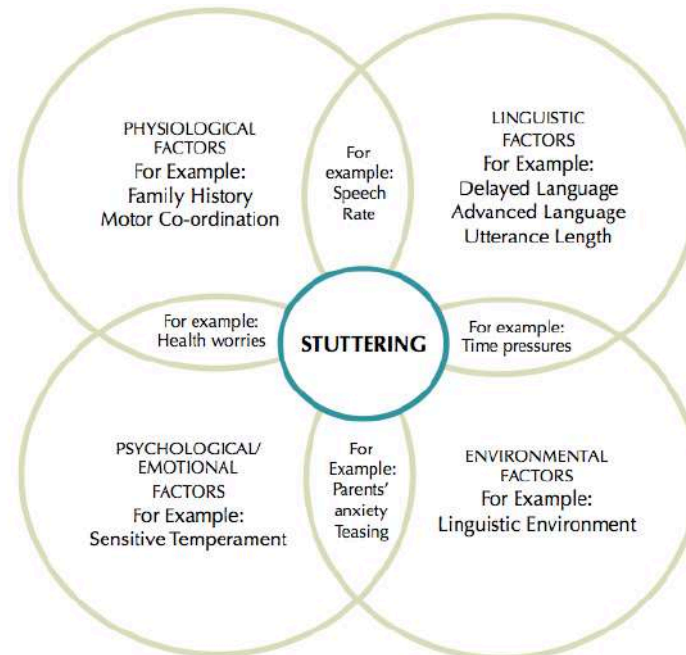 PHYSIOLOGICAL
FACTORS
For Example:
Family History
Motor Co-ordination
For
example:
Speech
Rate
LINGUISTIC
FACTORS
For Example:
Delayed Language
Advanced Language
Utterance Length
For example:
Health worries
STUTTERING
For example:
Time pressures
PSYCHOLOGICAL/
EMOTIONAL
FACTORS
For Example:
Sensitive Temperament
For
Example:
Parents’
anxiety
Teasing
ENVIRONMENTAL
FACTORS
For Example:
Linguistic Environment